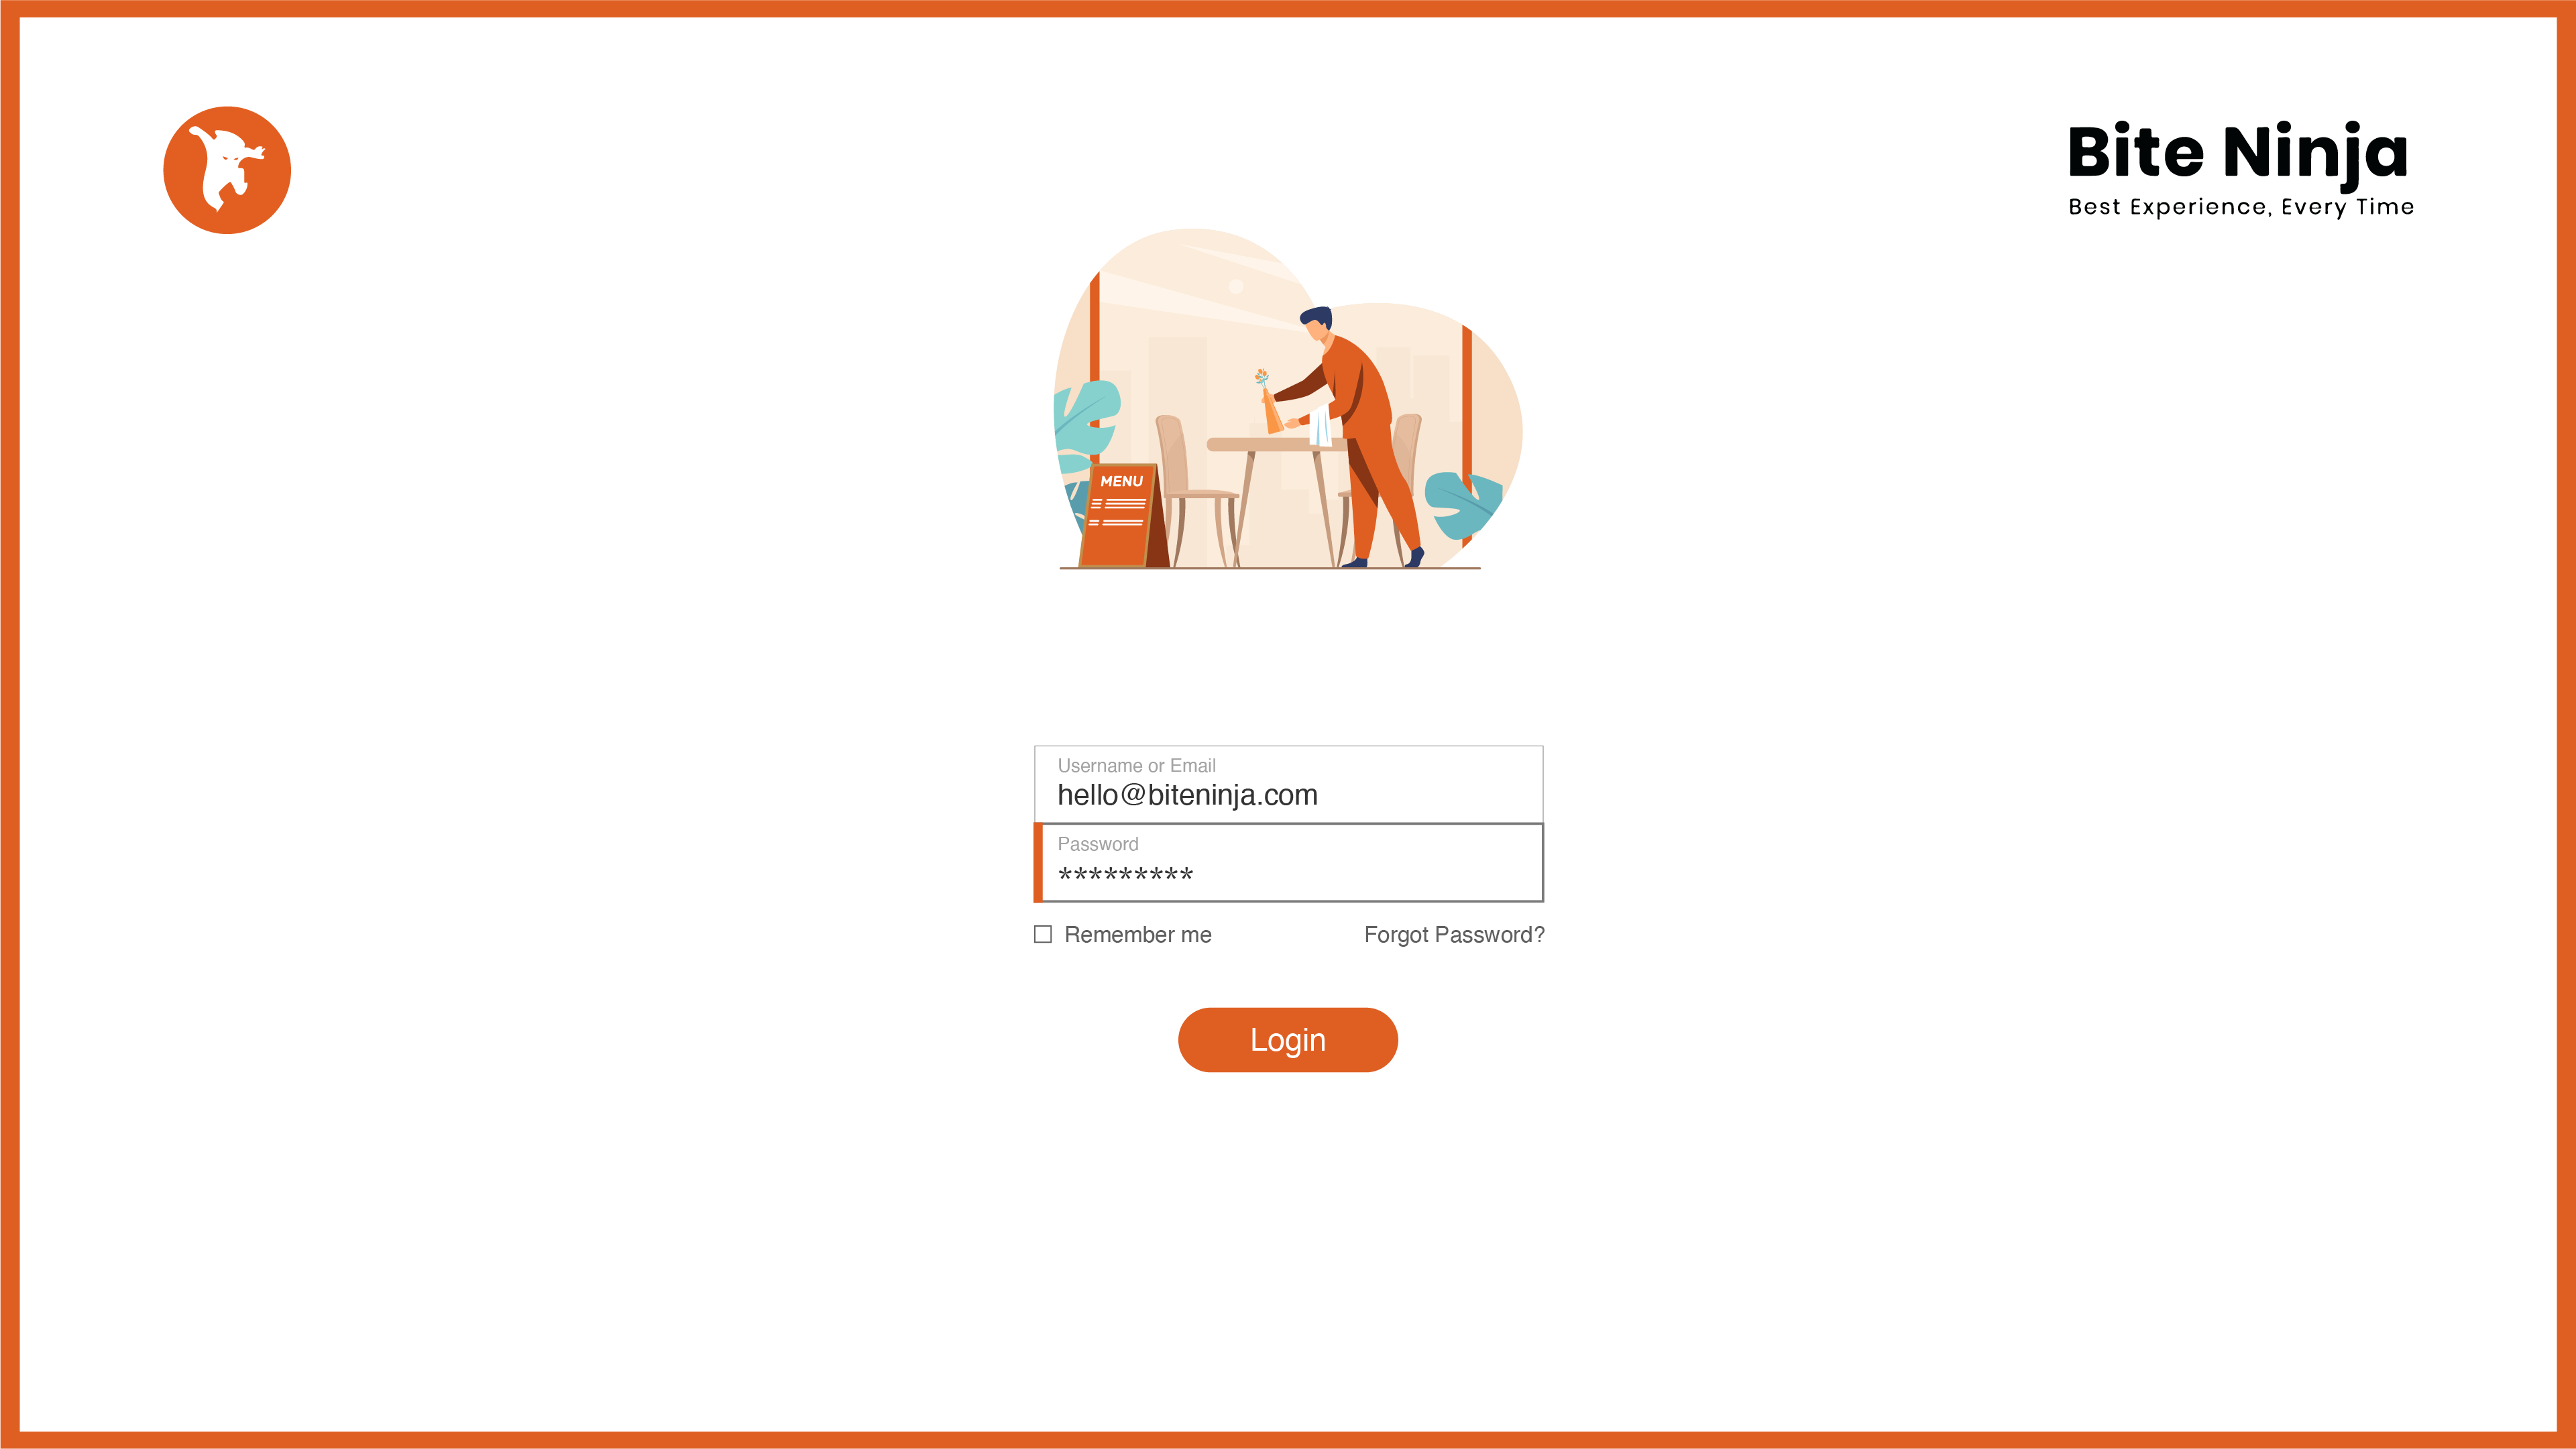 Bite Ninja
Best Experience, Every Time
MENU
Username or Email
hello@biteninja.com
Password
*********
Remember me
Forgot Password?
Login